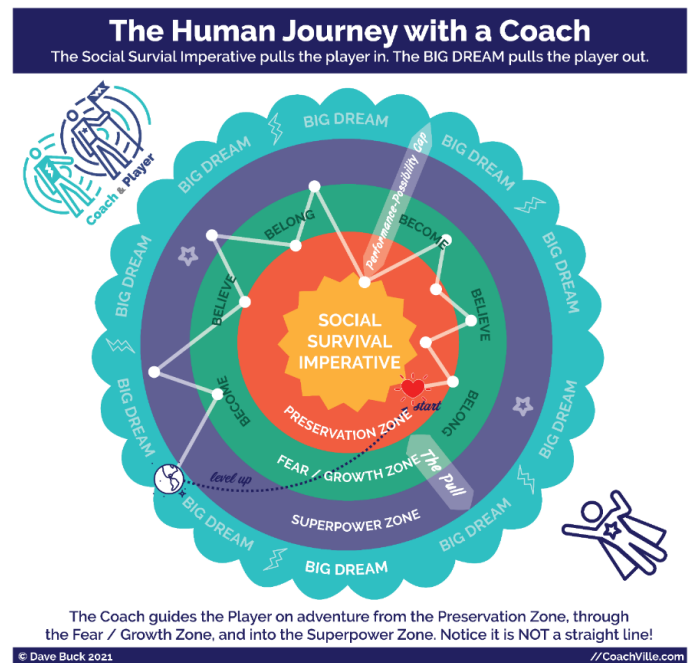 The Human Journey with a Coach
The Social Survial Imperative pulls the player in. The BIG DREAM pulls the player out.
Coach & Player
BIG DREAM
BIG DREAM
BIG DREAM
BIG DREAM
BIG DREAM
BIG DREAM
BIG DREAM
BIG DREAM
BIG DREAM
BIG DREAM
BIG DREAM
Performance-Possibility Gap
BELONG
BECOME
BELIEVE
BELIEVE
BECOME
BELONG
SOCIAL
SURVIVAL
IMPERATIVE
start
PRESERVATION ZONE
FEAR / GROWTH ZONE
The Pull
level up
SUPERPOWER ZONE
The Coach guides the Player on adventure from the Preservation Zone, through
the Fear / Growth Zone, and into the Superpower Zone. Notice it is NOT a straight line!
© Dave Buck 2021
//CoachVille.com